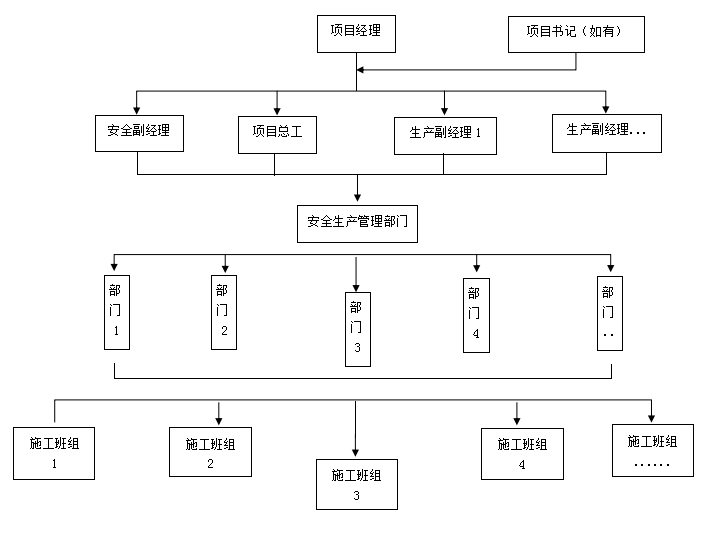 项目经理
项目书记（如有）
安全副经理
项目总工
生产副经理 1
生产副经理...
安全生产管理部门
部
门
1
部
门
2
部
门
3
部
门
4
部
门
..
施工班组
1
施工班组
2
施工班组
3
施工班组
4
施工班组
......